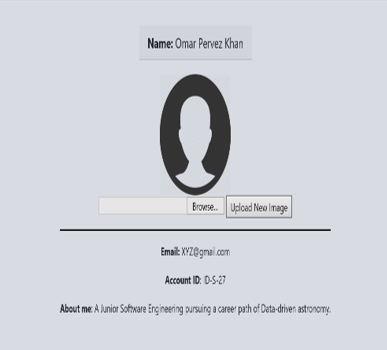 Name: Omar Pervez Khan
Browse... Upload New Image
Email: XYZ@gmail.com
Account ID: ID-S-27
About me: A Junior Software Engineering pursuing a career path of Data-driven astronomy.